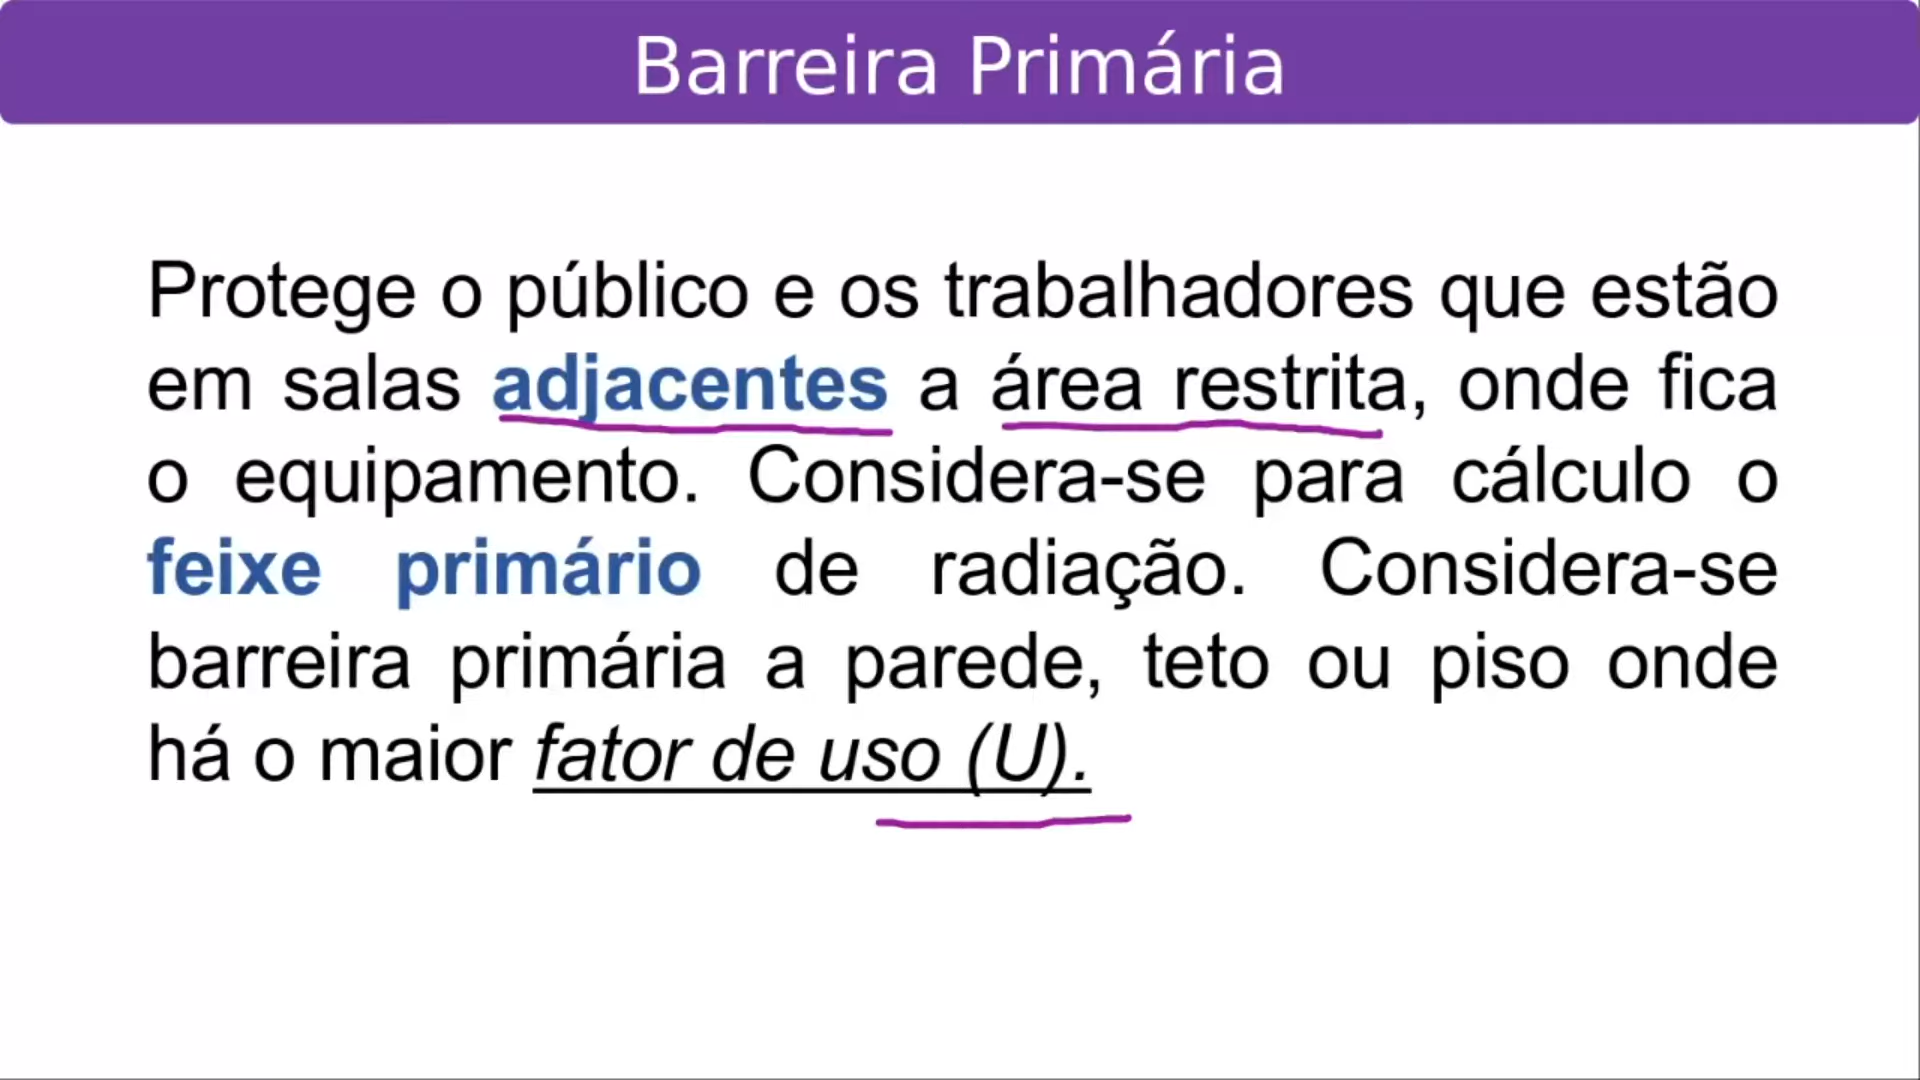 Barreira Primária
Protege o público e os trabalhadores que estão
em salas adjacentes a área restrita, onde fica
o equipamento. Considera-se para cálculo o
feixe primário de radiação. Considera-se
barreira primária a parede, teto ou piso onde
há o maior fator de uso (U).